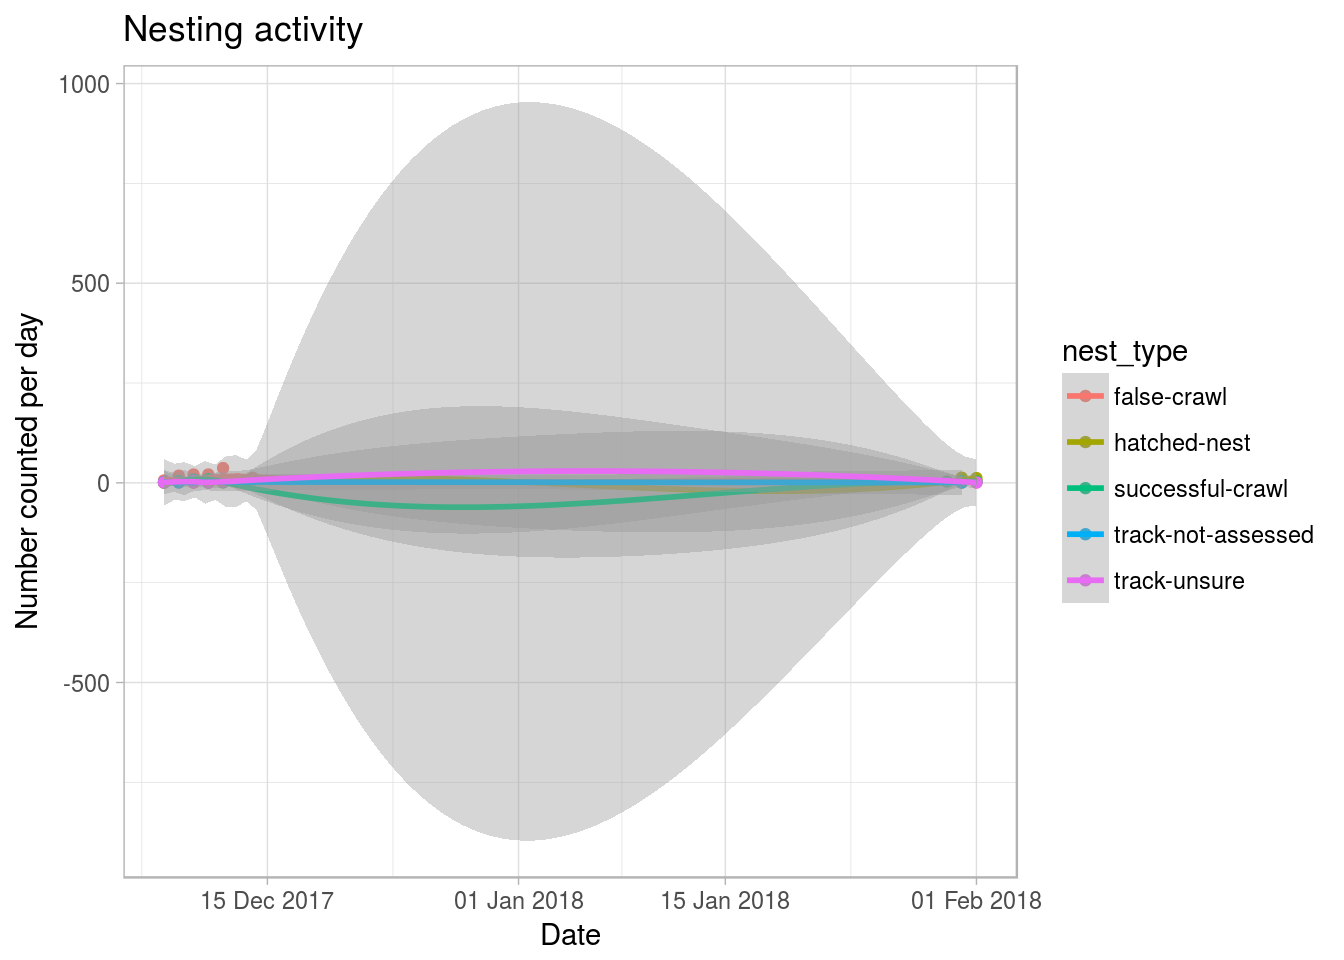 Nesting activity
1000
500
0
-500
Number counted per day
15 Dec 2017
01 Jan 2018
15 Jan 2018
01 Feb 2018
Date
nest_type
false-crawl
hatched-nest
successful-crawl
track-not-assessed
track-unsure